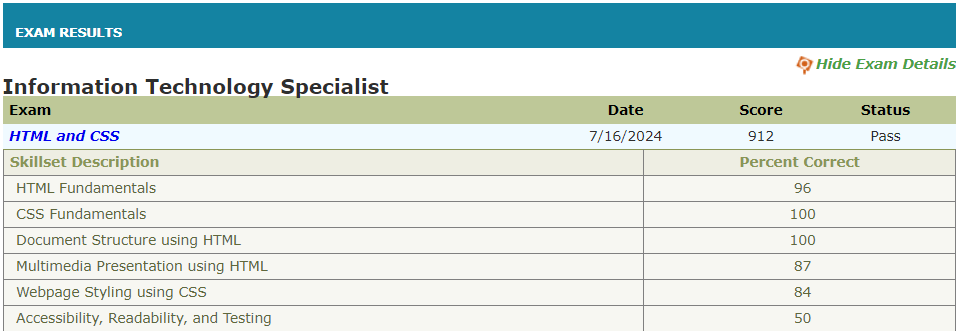 EXAM RESULTS
Hide Exam Details
Information Technology Specialist
Exam Date Score Status
HTML and CSS 7/16/2024 912 Pass
Skillset Description Percent Correct
HTML Fundamentals 96
CSS Fundamentals 100
Document Structure using HTML 100
Multimedia Presentation using HTML 87
Webpage Styling using CSS 84
Accessibility, Readability, and Testing 50